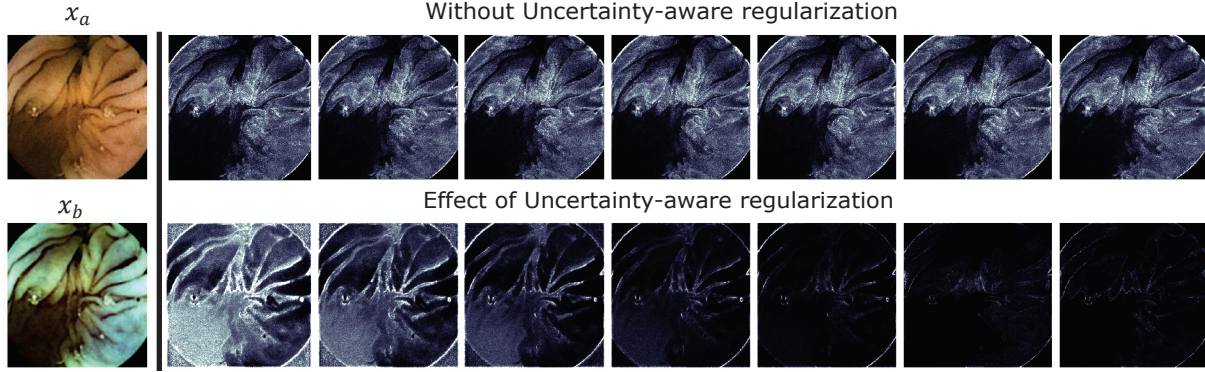 x_a
Without Uncertainty-aware regularization
x_b
Effect of Uncertainty-aware regularization